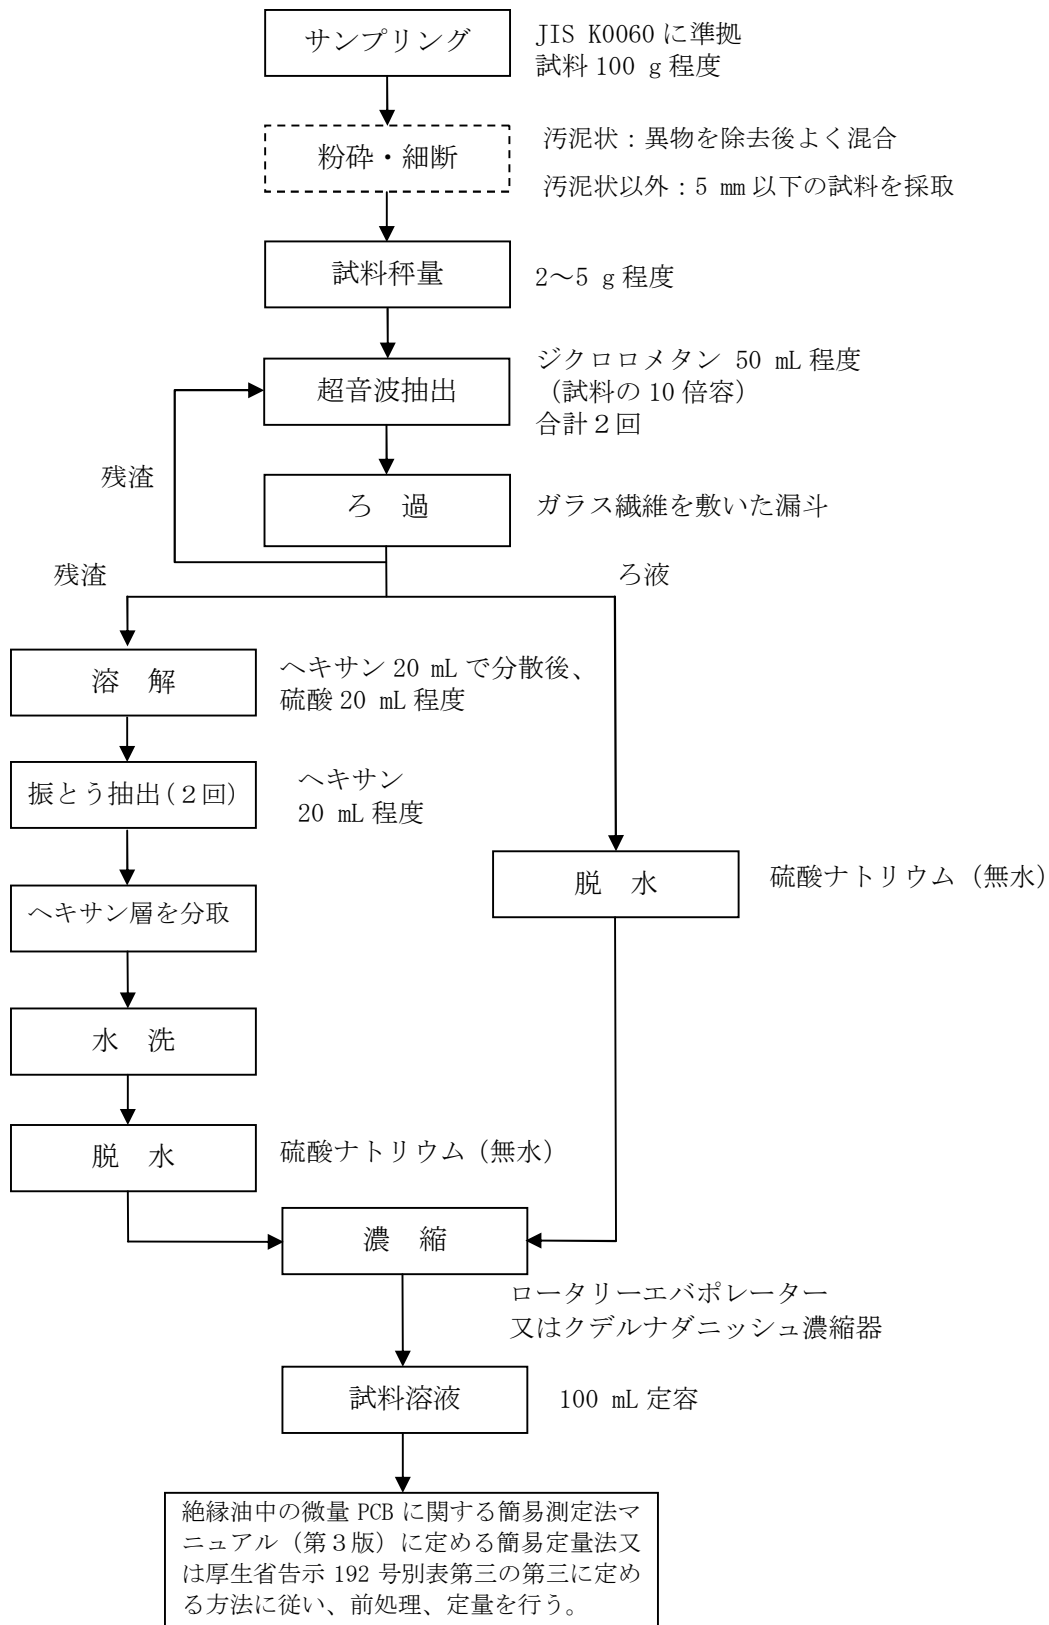 サンプリング
JIS K0060 に準拠
試料 100 g 程度
粉砕・細断
汚泥状：異物を除去後よく混合
汚泥状以外：5 mm 以下の試料を採取
試料秤量
2～5 g 程度
超音波抽出
ジクロロメタン 50 mL 程度
（試料の 10 倍容）
合計２回
残渣
ろ　過
ガラス繊維を敷いた漏斗
残渣
ろ液
溶　解
ヘキサン 20 mL で分散後、
硫酸 20 mL 程度
振とう抽出(２回)
ヘキサン
20 mL 程度
脱　水
硫酸ナトリウム（無水）
ヘキサン層を分取
水　洗
脱　水
硫酸ナトリウム（無水）
濃　縮
ロータリーエバポレーター
又はクデルナダニッシュ濃縮器
試料溶液
100 mL 定容
絶縁油中の微量 PCB に関する簡易測定法マ
ニュアル（第３版）に定める簡易定量法又
は厚生省告示 192 号別表第三の第三に定め
る方法に従い、前処理、定量を行う。